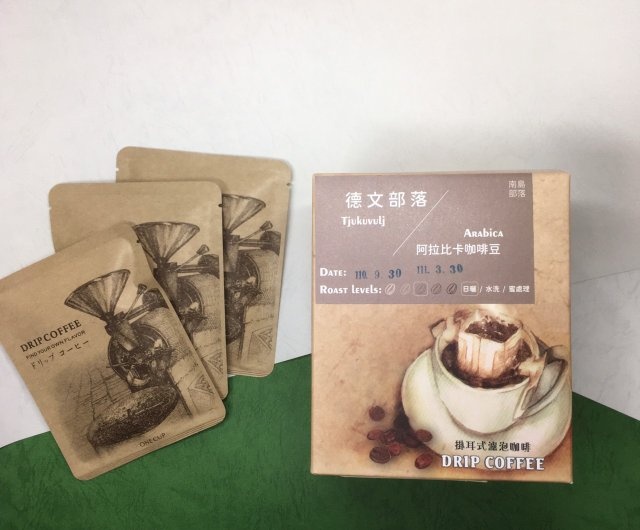 DRIP COFFEE
FIND YOUR OWN FLAVOR
ドリップ コーヒー
ONE CUP
德文部落
Tjukuvulj
南島
部落
ARABICA
阿拉比卡咖啡豆
DATE: 110. 9. 30 111. 3. 30
ROAST LEVELS: 日曬 / 水洗 / 蜜處理
掛耳式濾泡咖啡
DRIP COFFEE